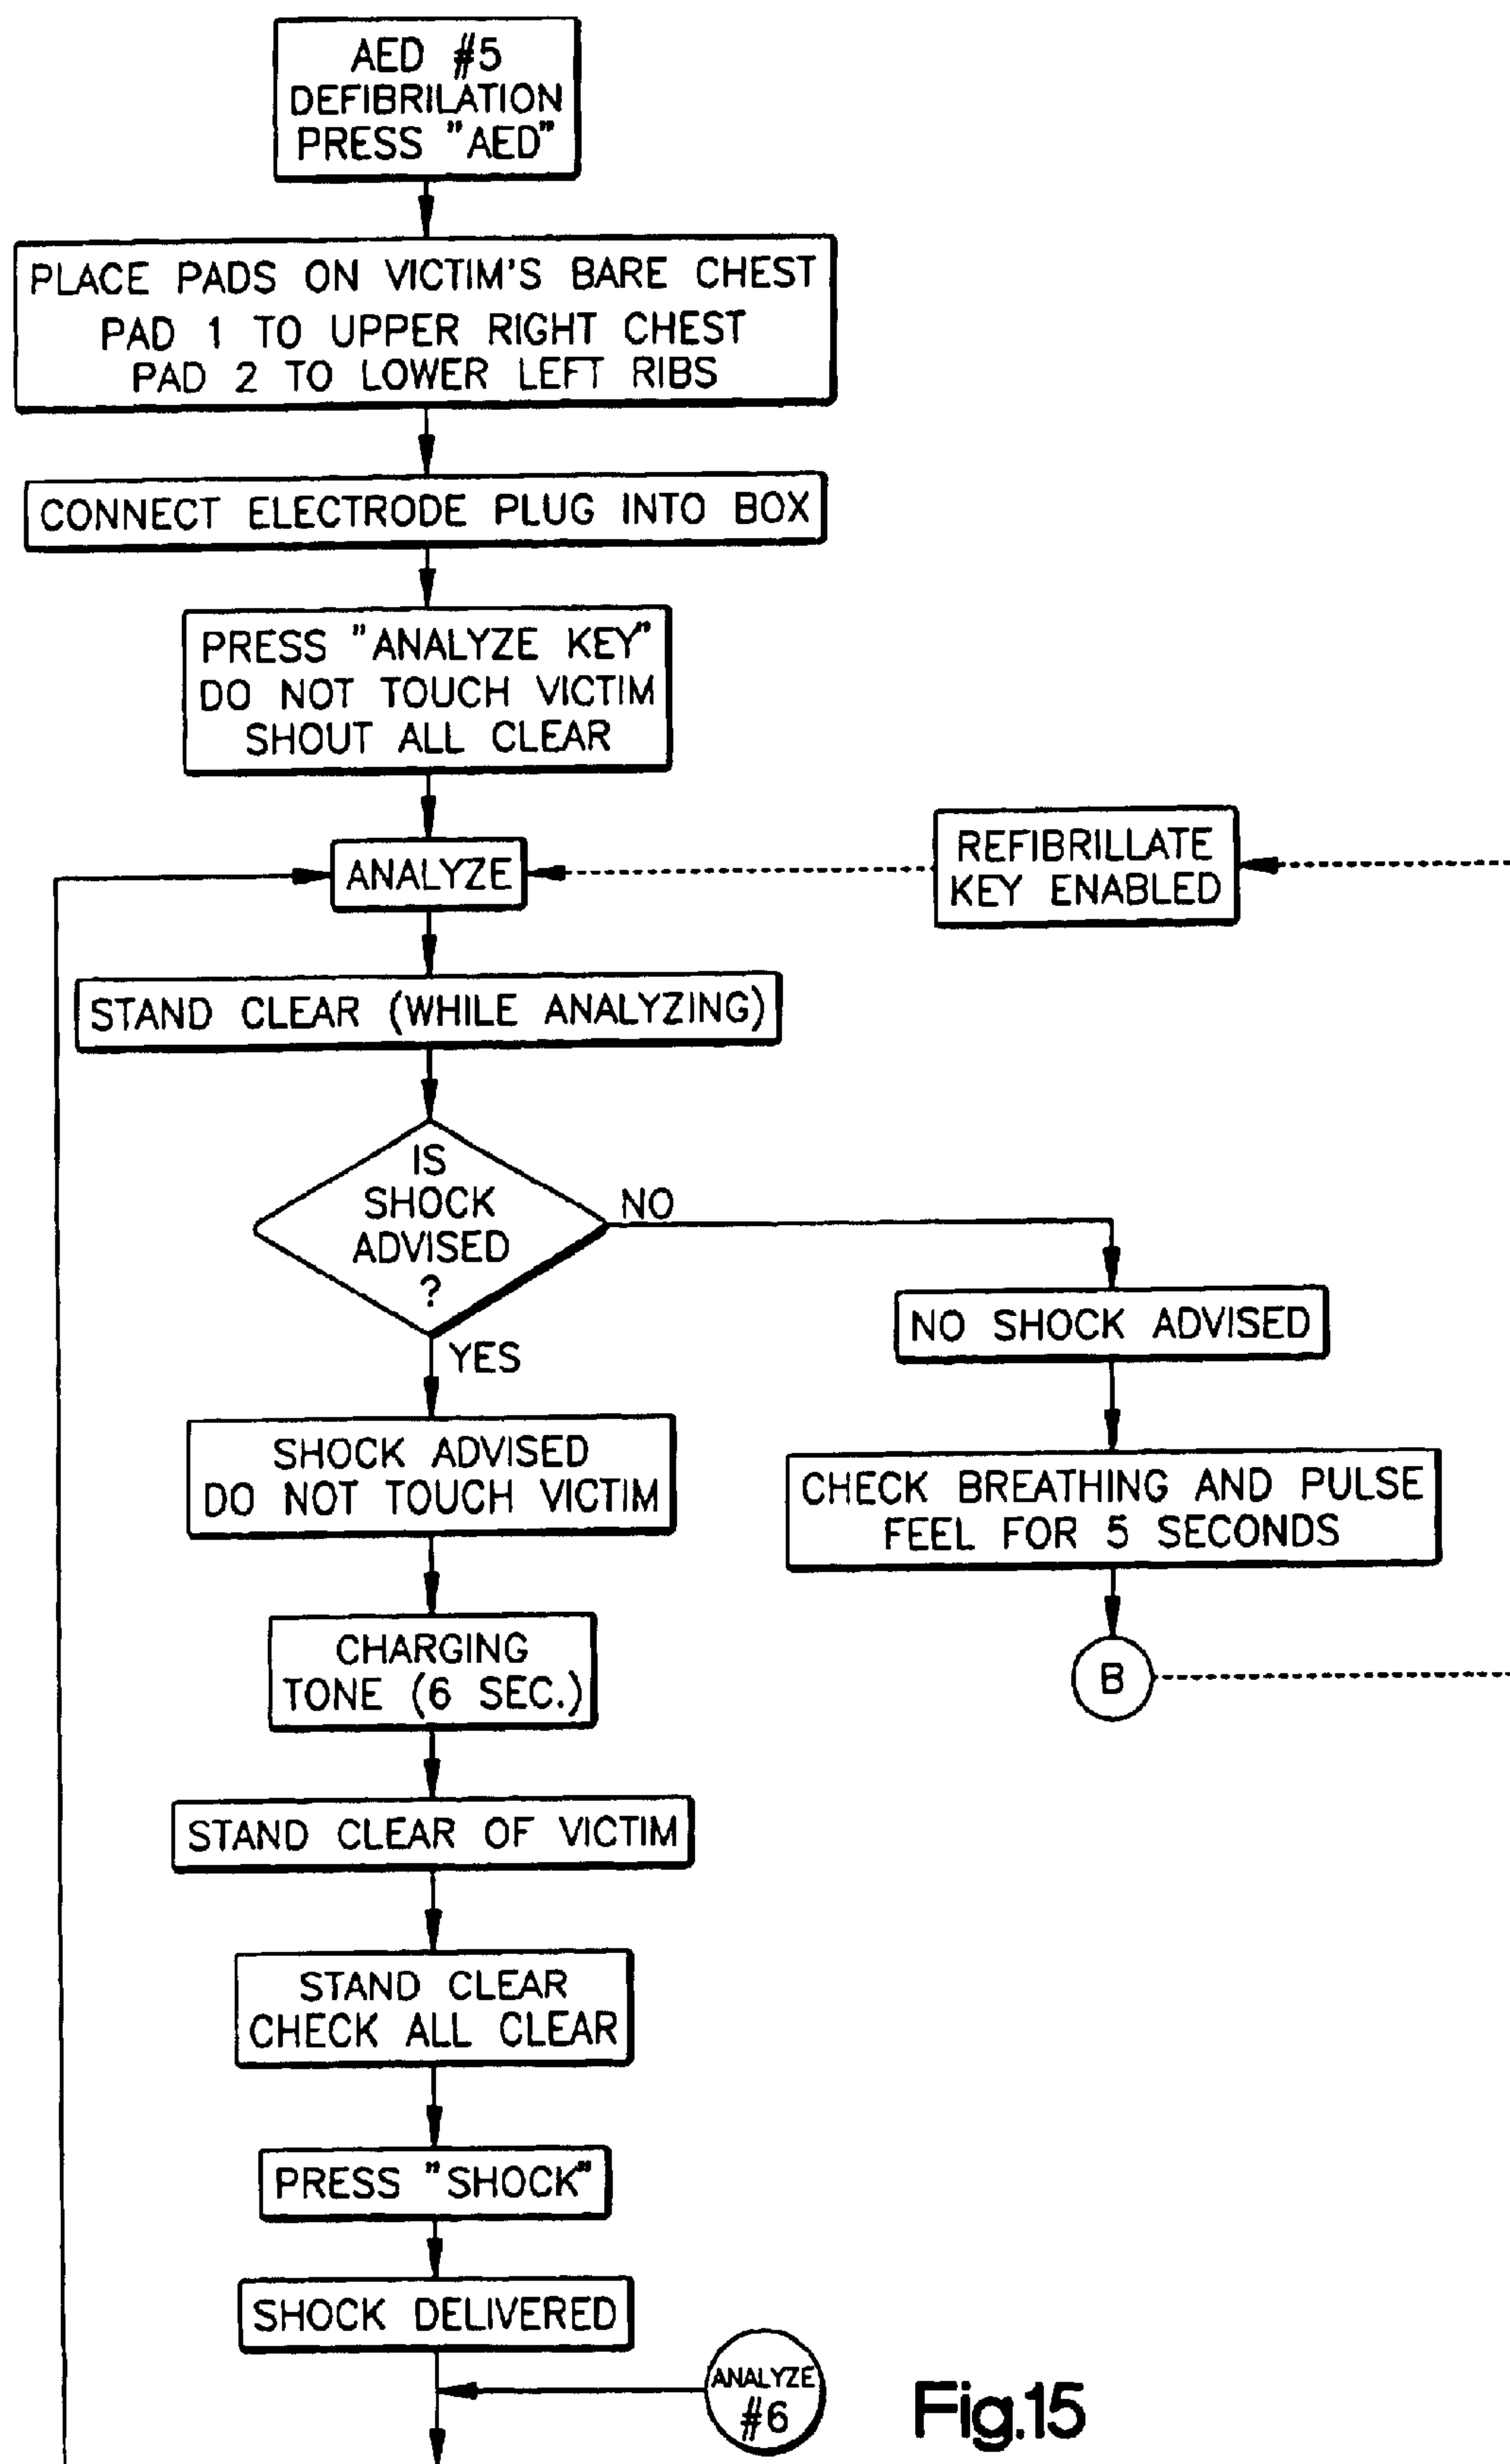 AED #5
DEFIBRILATION
PRESS "AED"
PLACE PADS ON VICTIM'S BARE CHEST
PAD 1 TO UPPER RIGHT CHEST
PAD 2 TO LOWER LEFT RIBS
CONNECT ELECTRODE PLUG INTO BOX
PRESS "ANALYZE KEY"
DO NOT TOUCH VICTIM
SHOUT ALL CLEAR
ANALYZE
REFIBRILLATE
KEY ENABLED
STAND CLEAR (WHILE ANALYZING)
IS
SHOCK
ADVISED
?
NO
YES
NO SHOCK ADVISED
CHECK BREATHING AND PULSE
FEEL FOR 5 SECONDS
B
SHOCK ADVISED
DO NOT TOUCH VICTIM
CHARGING
TONE (6 SEC.)
STAND CLEAR OF VICTIM
STAND CLEAR
CHECK ALL CLEAR
PRESS "SHOCK"
SHOCK DELIVERED
ANALYZE
#6
Fig.15